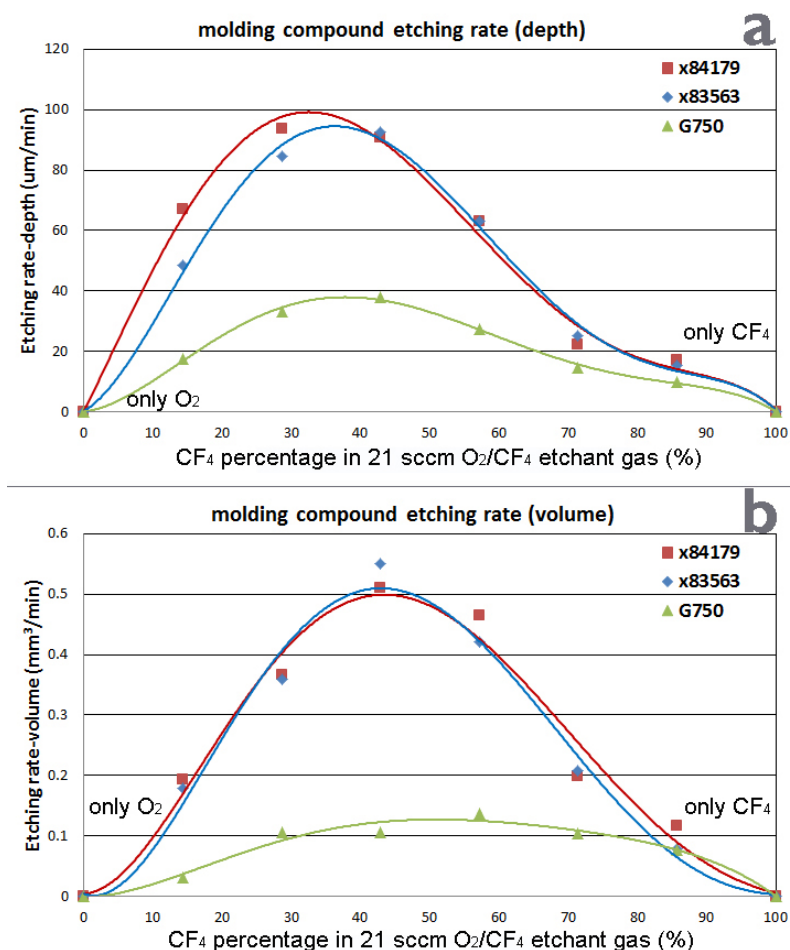 molding compound etching rate (depth)
a
120
100
80
60
40
20
0
Etching rate-depth (um/min)
x84179
x83563
G750
only O₂
only CF₄
0 10 20 30 40 50 60 70 80 90 100
CF₄ percentage in 21 sccm O₂/CF₄ etchant gas (%)
molding compound etching rate (volume)
b
0.6
0.5
0.4
0.3
0.2
0.1
0
Etching rate-volume (mm³/min)
x84179
x83563
G750
only O₂
only CF₄
0 10 20 30 40 50 60 70 80 90 100
CF₄ percentage in 21 sccm O₂/CF₄ etchant gas (%)